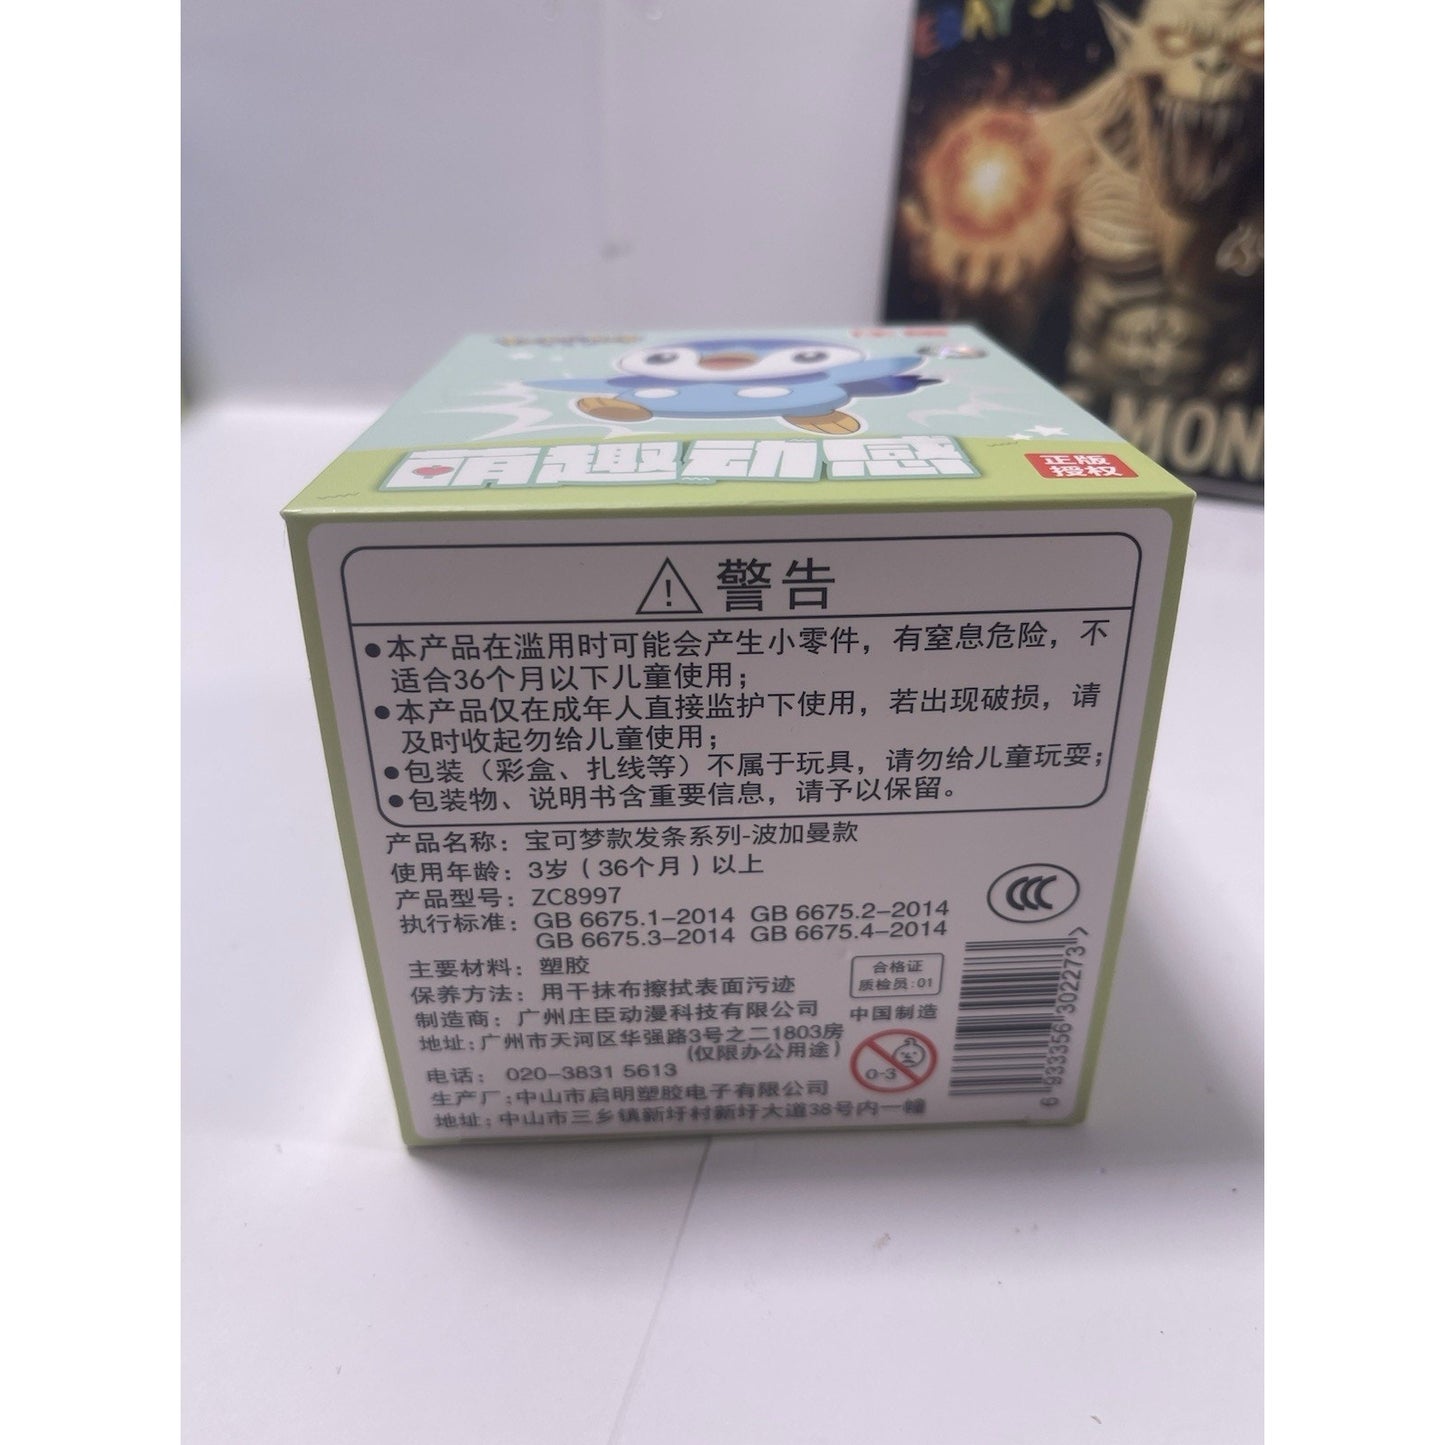 萌趣动感
正版
授权
警告
●本产品在滥用时可能会产生小零件，有窒息危险，不
适合36个月以下儿童使用；
●本产品仅在成年人直接监护下使用，若出现破损，请
及时收起勿给儿童使用；
●包装（彩盒、扎线等）不属于玩具，请勿给儿童玩耍；
●包装物、说明书含重要信息，请予以保留。
产品名称：宝可梦款发条系列-波加曼款
使用年龄：3岁（36个月）以上
产品型号：ZC8997
执行标准：GB 6675.1-2014 GB 6675.2-2014
GB 6675.3-2014 GB 6675.4-2014
CCC
主要材料：塑胶
保养方法：用干抹布擦拭表面污迹
合格证
质检员：01
制造商：广州庄臣动漫科技有限公司
中国制造
地址：广州市天河区华强路3号之二1803房
(仅限办公用途)
电话：020-3831 5613
0-3
生产厂：中山市启明塑胶电子有限公司
地址：中山市三乡镇新圩村新圩大道38号内一幢
6 933356 302273 >
EBAY
MON